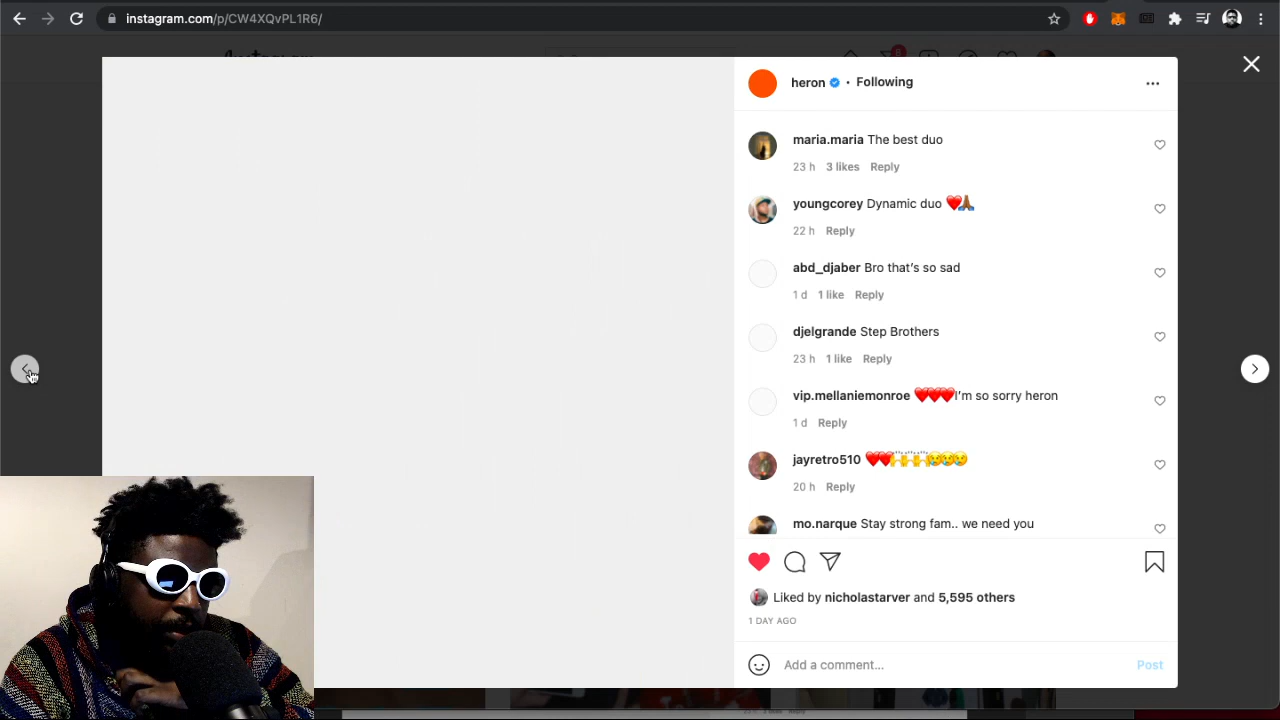 instagram.com/p/CW4XQvPL1R6/
heron • Following
maria.maria The best duo
23 h 3 likes Reply
youngcorey Dynamic duo ❤️🙏🏾
22 h Reply
abd_djaber Bro that's so sad
1 d 1 like Reply
djelgrande Step Brothers
23 h 1 like Reply
vip.mellaniemonroe ❤️❤️❤️I'm so sorry heron
1 d Reply
jayretro510 ❤️❤️🙌🙌😢😢😢
20 h Reply
mo.narque Stay strong fam.. we need you
Liked by nicholastarver and 5,595 others
1 DAY AGO
Add a comment... Post